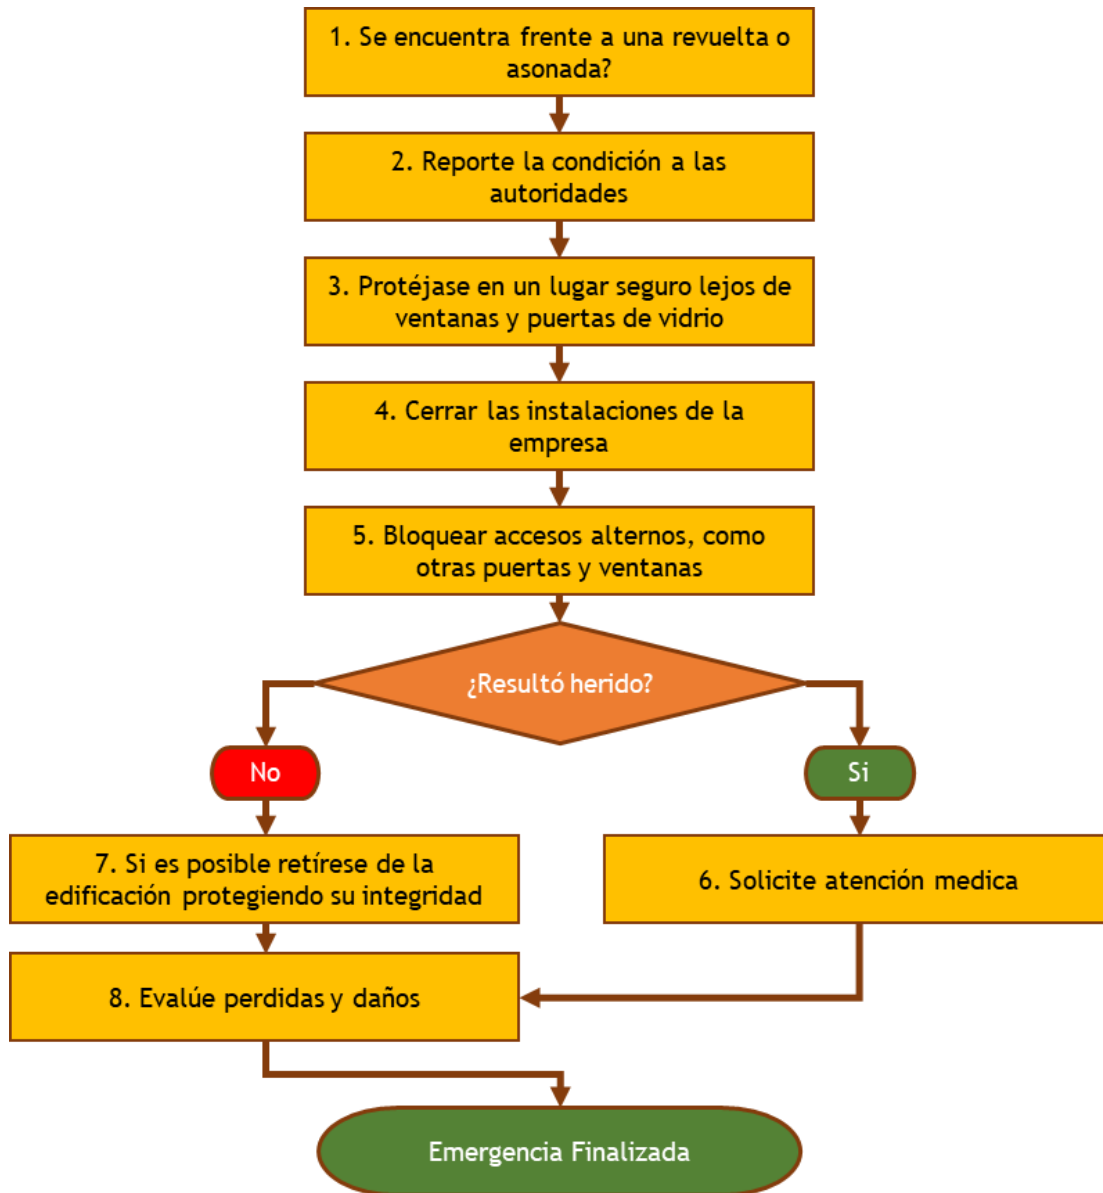 1. Se encuentra frente a una revuelta o
asonada?
2. Reporte la condición a las
autoridades
3. Protéjase en un lugar seguro lejos de
ventanas y puertas de vidrio
4. Cerrar las instalaciones de la
empresa
5. Bloquear accesos alternos, como
otras puertas y ventanas
¿Resultó herido?
No
Si
7. Si es posible retírese de la
edificación protegiendo su integridad
6. Solicite atención medica
8. Evalúe perdidas y daños
Emergencia Finalizada